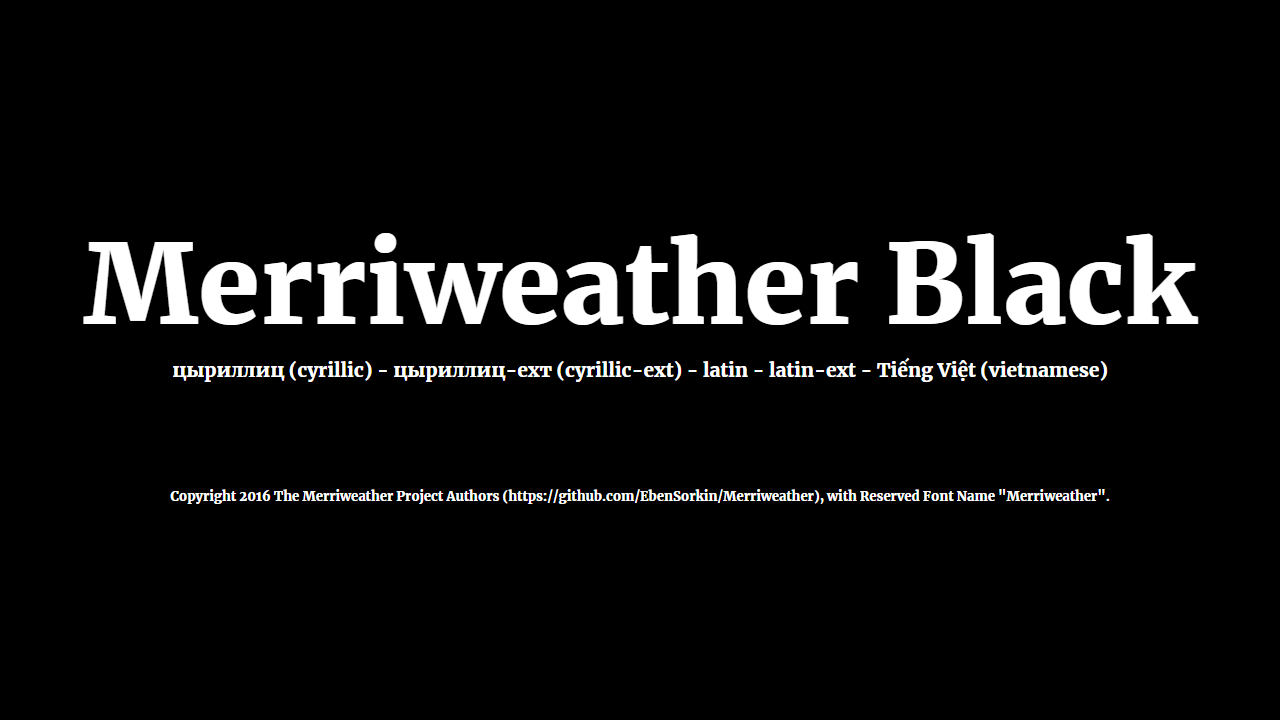 Merriweather Black
цыриллиц (cyrillic) - цыриллиц-ехт (cyrillic-ext) - latin - latin-ext - Tiếng Việt (vietnamese)
Copyright 2016 The Merriweather Project Authors (https://github.com/EbenSorkin/Merriweather), with Reserved Font Name "Merriweather".